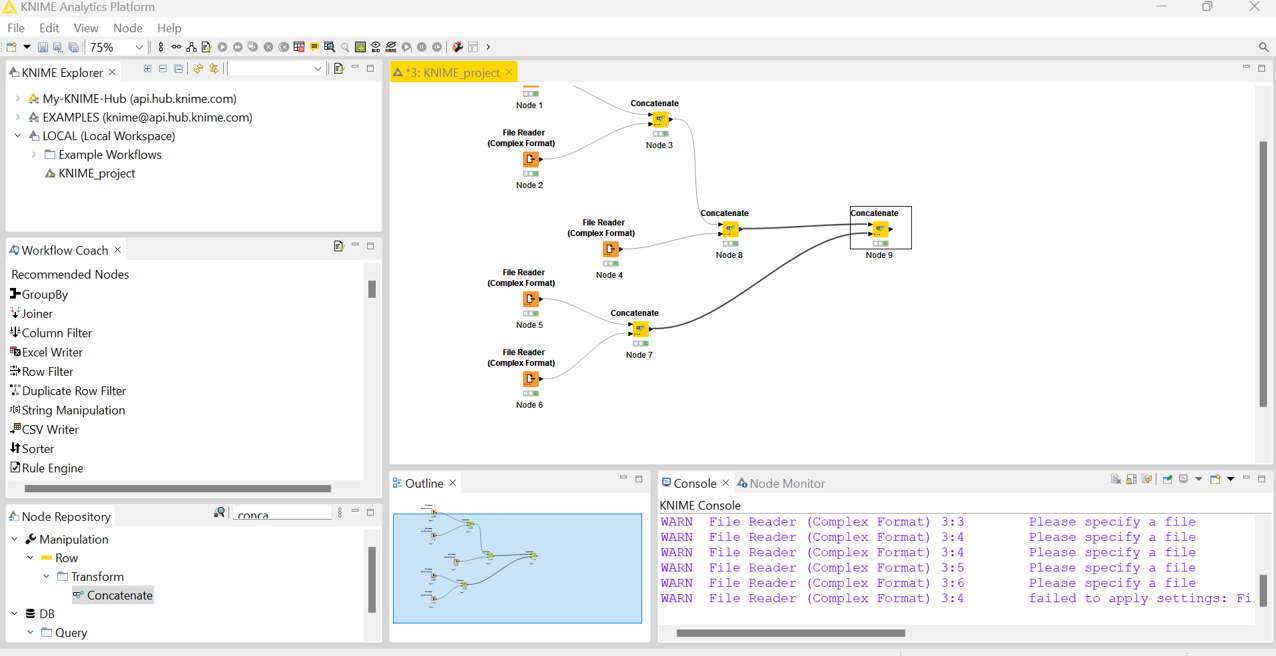 KNIME Analytics Platform
File Edit View Node Help
75%
KNIME Explorer
My-KNIME-Hub (api.hub.knime.com)
EXAMPLES (knime@api.hub.knime.com)
LOCAL (Local Workspace)
Example Workflows
KNIME_project
Workflow Coach
Recommended Nodes
GroupBy
Joiner
Column Filter
Excel Writer
Row Filter
Duplicate Row Filter
String Manipulation
CSV Writer
Sorter
Rule Engine
Node Repository
conca
Manipulation
Row
Transform
Concatenate
DB
Query
*3: KNIME_project
Node 1
Concatenate
Node 3
File Reader
(Complex Format)
Node 2
File Reader
(Complex Format)
Node 4
Concatenate
Node 8
Concatenate
Node 9
File Reader
(Complex Format)
Node 5
Concatenate
Node 7
File Reader
(Complex Format)
Node 6
Outline
Console Node Monitor
KNIME Console
WARN File Reader (Complex Format) 3:3 Please specify a file
WARN File Reader (Complex Format) 3:4 Please specify a file
WARN File Reader (Complex Format) 3:4 Please specify a file
WARN File Reader (Complex Format) 3:5 Please specify a file
WARN File Reader (Complex Format) 3:6 Please specify a file
WARN File Reader (Complex Format) 3:4 failed to apply settings: Fi